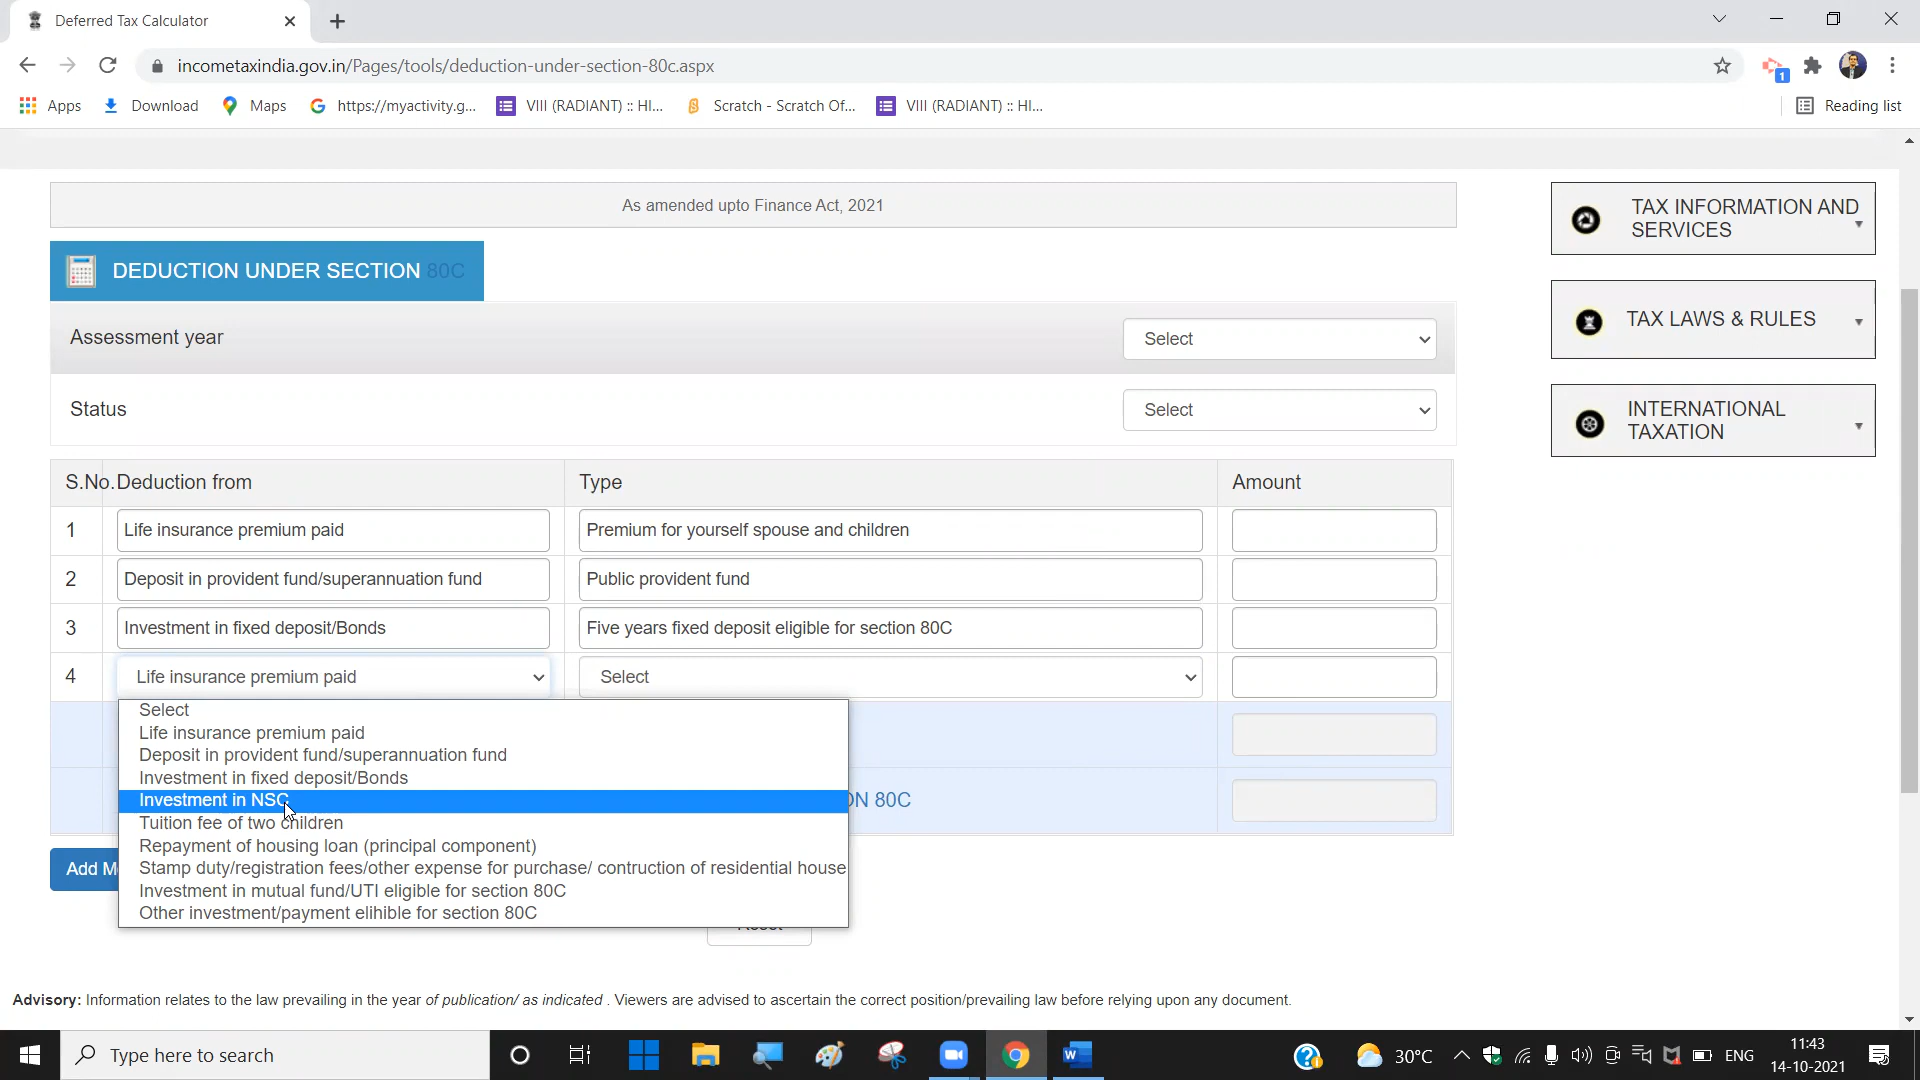 Deferred Tax Calculator
incometaxindia.gov.in/Pages/tools/deduction-under-section-80c.aspx
1
Apps Download Maps https://myactivity.g... VIII (RADIANT) :: HI... Scratch - Scratch Of... VIII (RADIANT) :: HI... Reading list
As amended upto Finance Act, 2021
TAX INFORMATION AND
SERVICES
DEDUCTION UNDER SECTION 80C
Assessment year Select
TAX LAWS & RULES
Status Select
INTERNATIONAL
TAXATION
S.No. Deduction from Type Amount
1 Life insurance premium paid Premium for yourself spouse and children
2 Deposit in provident fund/superannuation fund Public provident fund
3 Investment in fixed deposit/Bonds Five years fixed deposit eligible for section 80C
4 Life insurance premium paid Select
Select
Life insurance premium paid
Deposit in provident fund/superannuation fund
Investment in fixed deposit/Bonds
Investment in NSC ON 80C
Tuition fee of two children
Repayment of housing loan (principal component)
Stamp duty/registration fees/other expense for purchase/ contruction of residential house
Add M
Investment in mutual fund/UTI eligible for section 80C
Other investment/payment elihible for section 80C
Advisory: Information relates to the law prevailing in the year of publication/ as indicated . Viewers are advised to ascertain the correct position/prevailing law before relying upon any document.
Type here to search 30°C ENG 11:43
14-10-2021